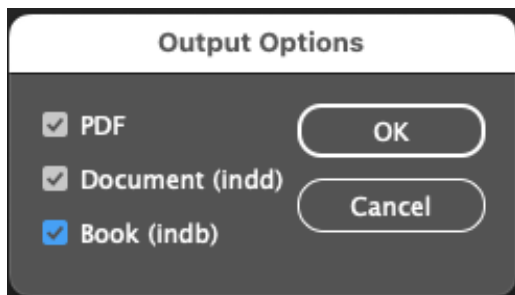 Output Options
PDF
OK
Document (indd)
Cancel
Book (indb)